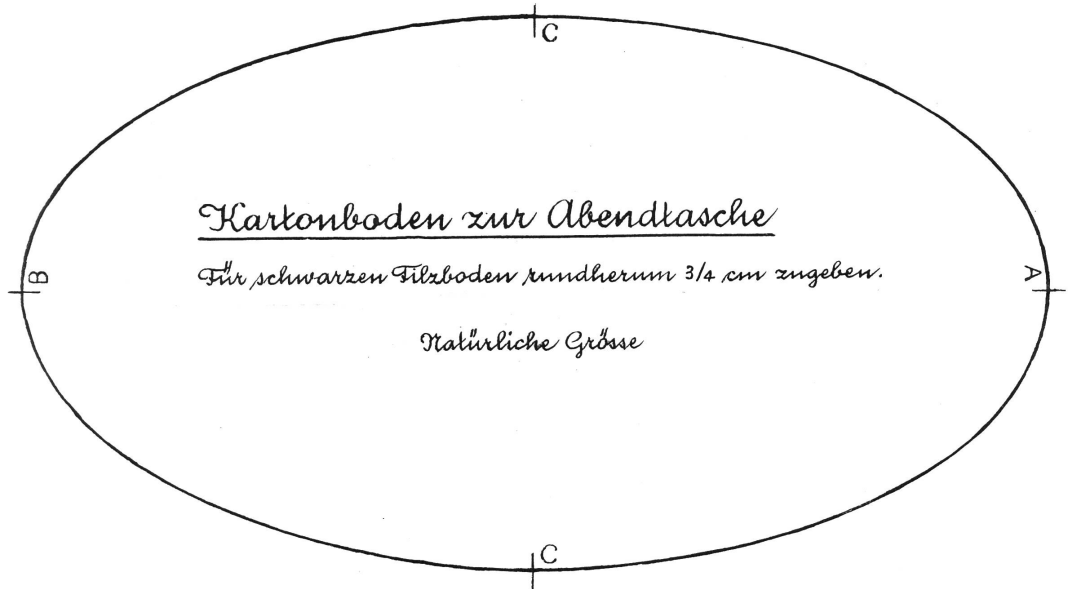 C
Kartonboden zur Abendtasche
B
Für schwarzen Filzboden rundherum 3/4 cm zugeben.
A
Natürliche Grösse
C